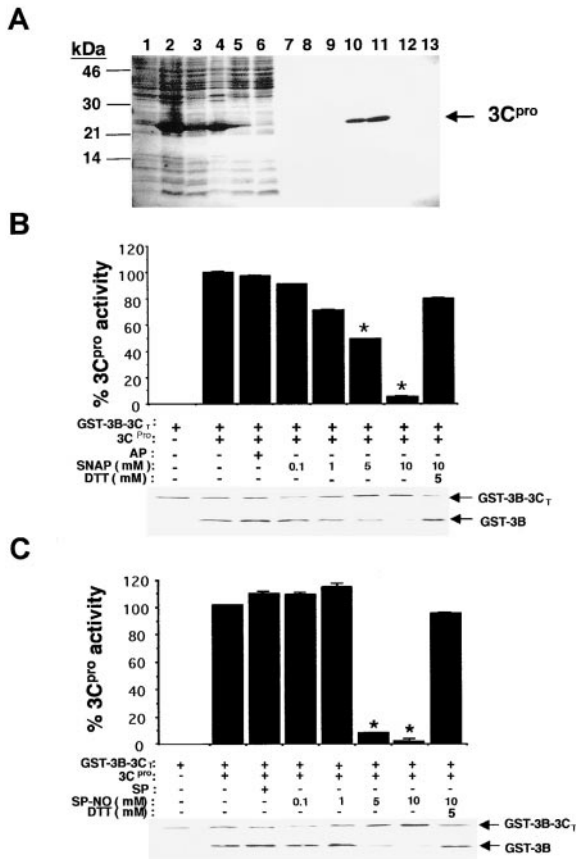 A
kDa 1 2 3 4 5 6 7 8 9 10 11 12 13
46
30
3Cpro
21
14
B
120
100
80
60
40
20
0
% 3Cpro activity
* *
GST-3B-3CT : + + + + + + + +
3C Pro : - + + + + + + +
AP - - + - - - - -
SNAP ( mM) : - - - 0.1 1 5 10 10
DTT ( mM) : - - - - - - - 5
GST-3B-3CT
GST-3B
C
120
100
80
60
40
20
0
% 3Cpro activity
* *
GST-3B-3CT : + + + + + + + +
3C pro : - + + + + + + +
SP : - - + - - - - -
SP-NO ( mM) : - - - 0.1 1 5 10 10
DTT ( mM) : - - - - - - - 5
GST-3B-3CT
GST-3B